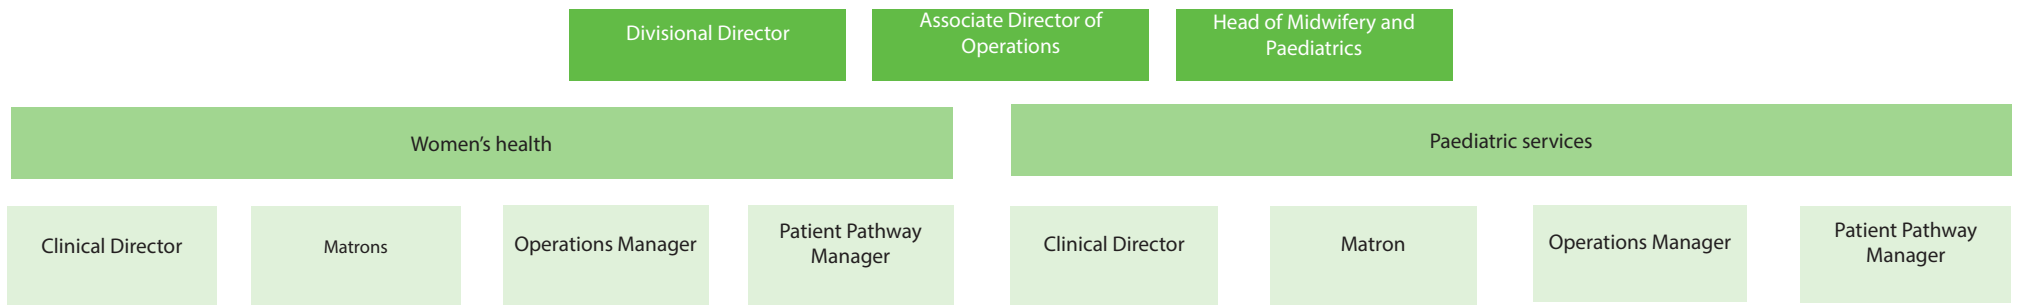 Divisional Director
Associate Director of
Operations
Head of Midwifery and
Paediatrics
Women’s health
Paediatric services
Clinical Director
Matrons
Operations Manager
Patient Pathway
Manager
Clinical Director
Matron
Operations Manager
Patient Pathway
Manager